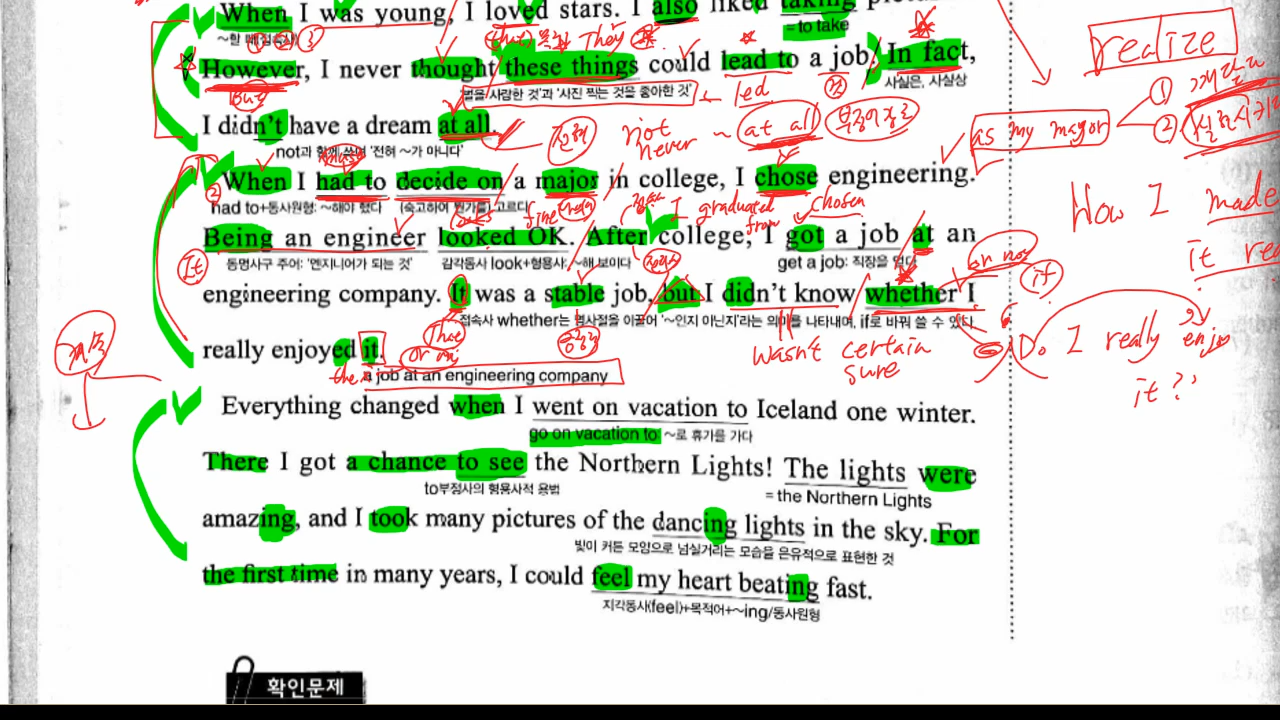 When I was young, I loved stars. I also liked taking
= to take
① ② ③
(that) They
However, I never thought these things could lead to a job. In fact,
But
별을 사랑한 것'과 '사진 찍는 것을 좋아한 것'
led
사실은, 사실상
realize
①
②
I didn't have a dream at all.
not과 함께 쓰여 '전혀 ~가 아니다'
전혀
not
never
~ at all
as my mayor
When I had to decide on a major in college, I chose engineering.
②
had to+동사원형: ~해야 했다
(숙고하여 뭔가를) 고르다
fine
I graduated from
chosen
How I made
it rea
Being an engineer looked OK. After college, I got a job at an
It
동명사구 주어: '엔지니어가 되는 것'
감각동사 look+형용사: ~해 보이다
get a job: 직장을 얻다
or not
if
engineering company. It was a stable job, but I didn't know whether I
접속사 whether는 명사절을 이끌어 '~인지 아닌지'라는 의미를 나타내며, if로 바꿔 쓸 수 있다.
That
or
really enjoyed it.
the
a job at an engineering company
wasn't certain
sure
Do I really enjoy
it?
계속
Everything changed when I went on vacation to Iceland one winter.
go on vacation to: ~로 휴가를 가다
There I got a chance to see the Northern Lights! The lights were
to부정사의 형용사적 용법
= the Northern Lights
amazing, and I took many pictures of the dancing lights in the sky. For
빛이 커튼 모양으로 넘실거리는 모습을 은유적으로 표현한 것
the first time in many years, I could feel my heart beating fast.
지각동사(feel)+목적어+~ing/동사원형
확인문제